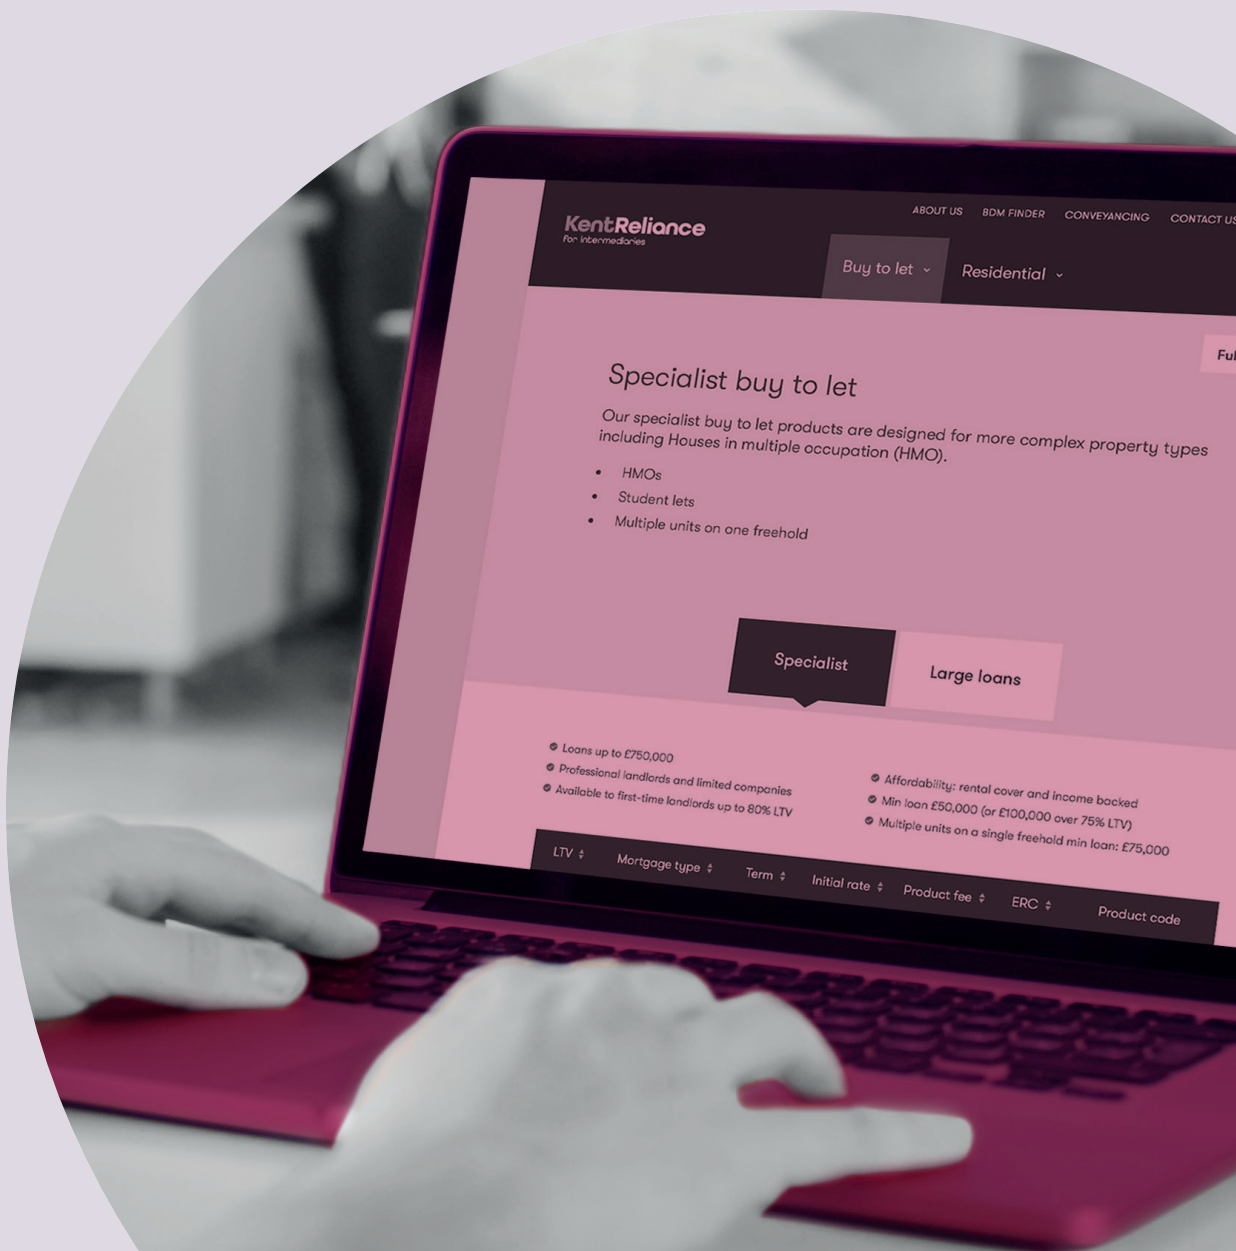 ABOUT US BDM FINDER CONVEYANCING CONTACT US
KentReliance
For Intermediaries
Buy to let Residential
Specialist buy to let
Our specialist buy to let products are designed for more complex property types
including Houses in multiple occupation (HMO).
• HMOs
• Student lets
• Multiple units on one freehold
Specialist
Large loans
Loans up to £750,000
Professional landlords and limited companies
Available to first-time landlords up to 80% LTV
Affordability: rental cover and income backed
Min loan £50,000 (or £100,000 over 75% LTV)
Multiple units on a single freehold min loan: £75,000
LTV Mortgage type Term Initial rate Product fee ERC Product code